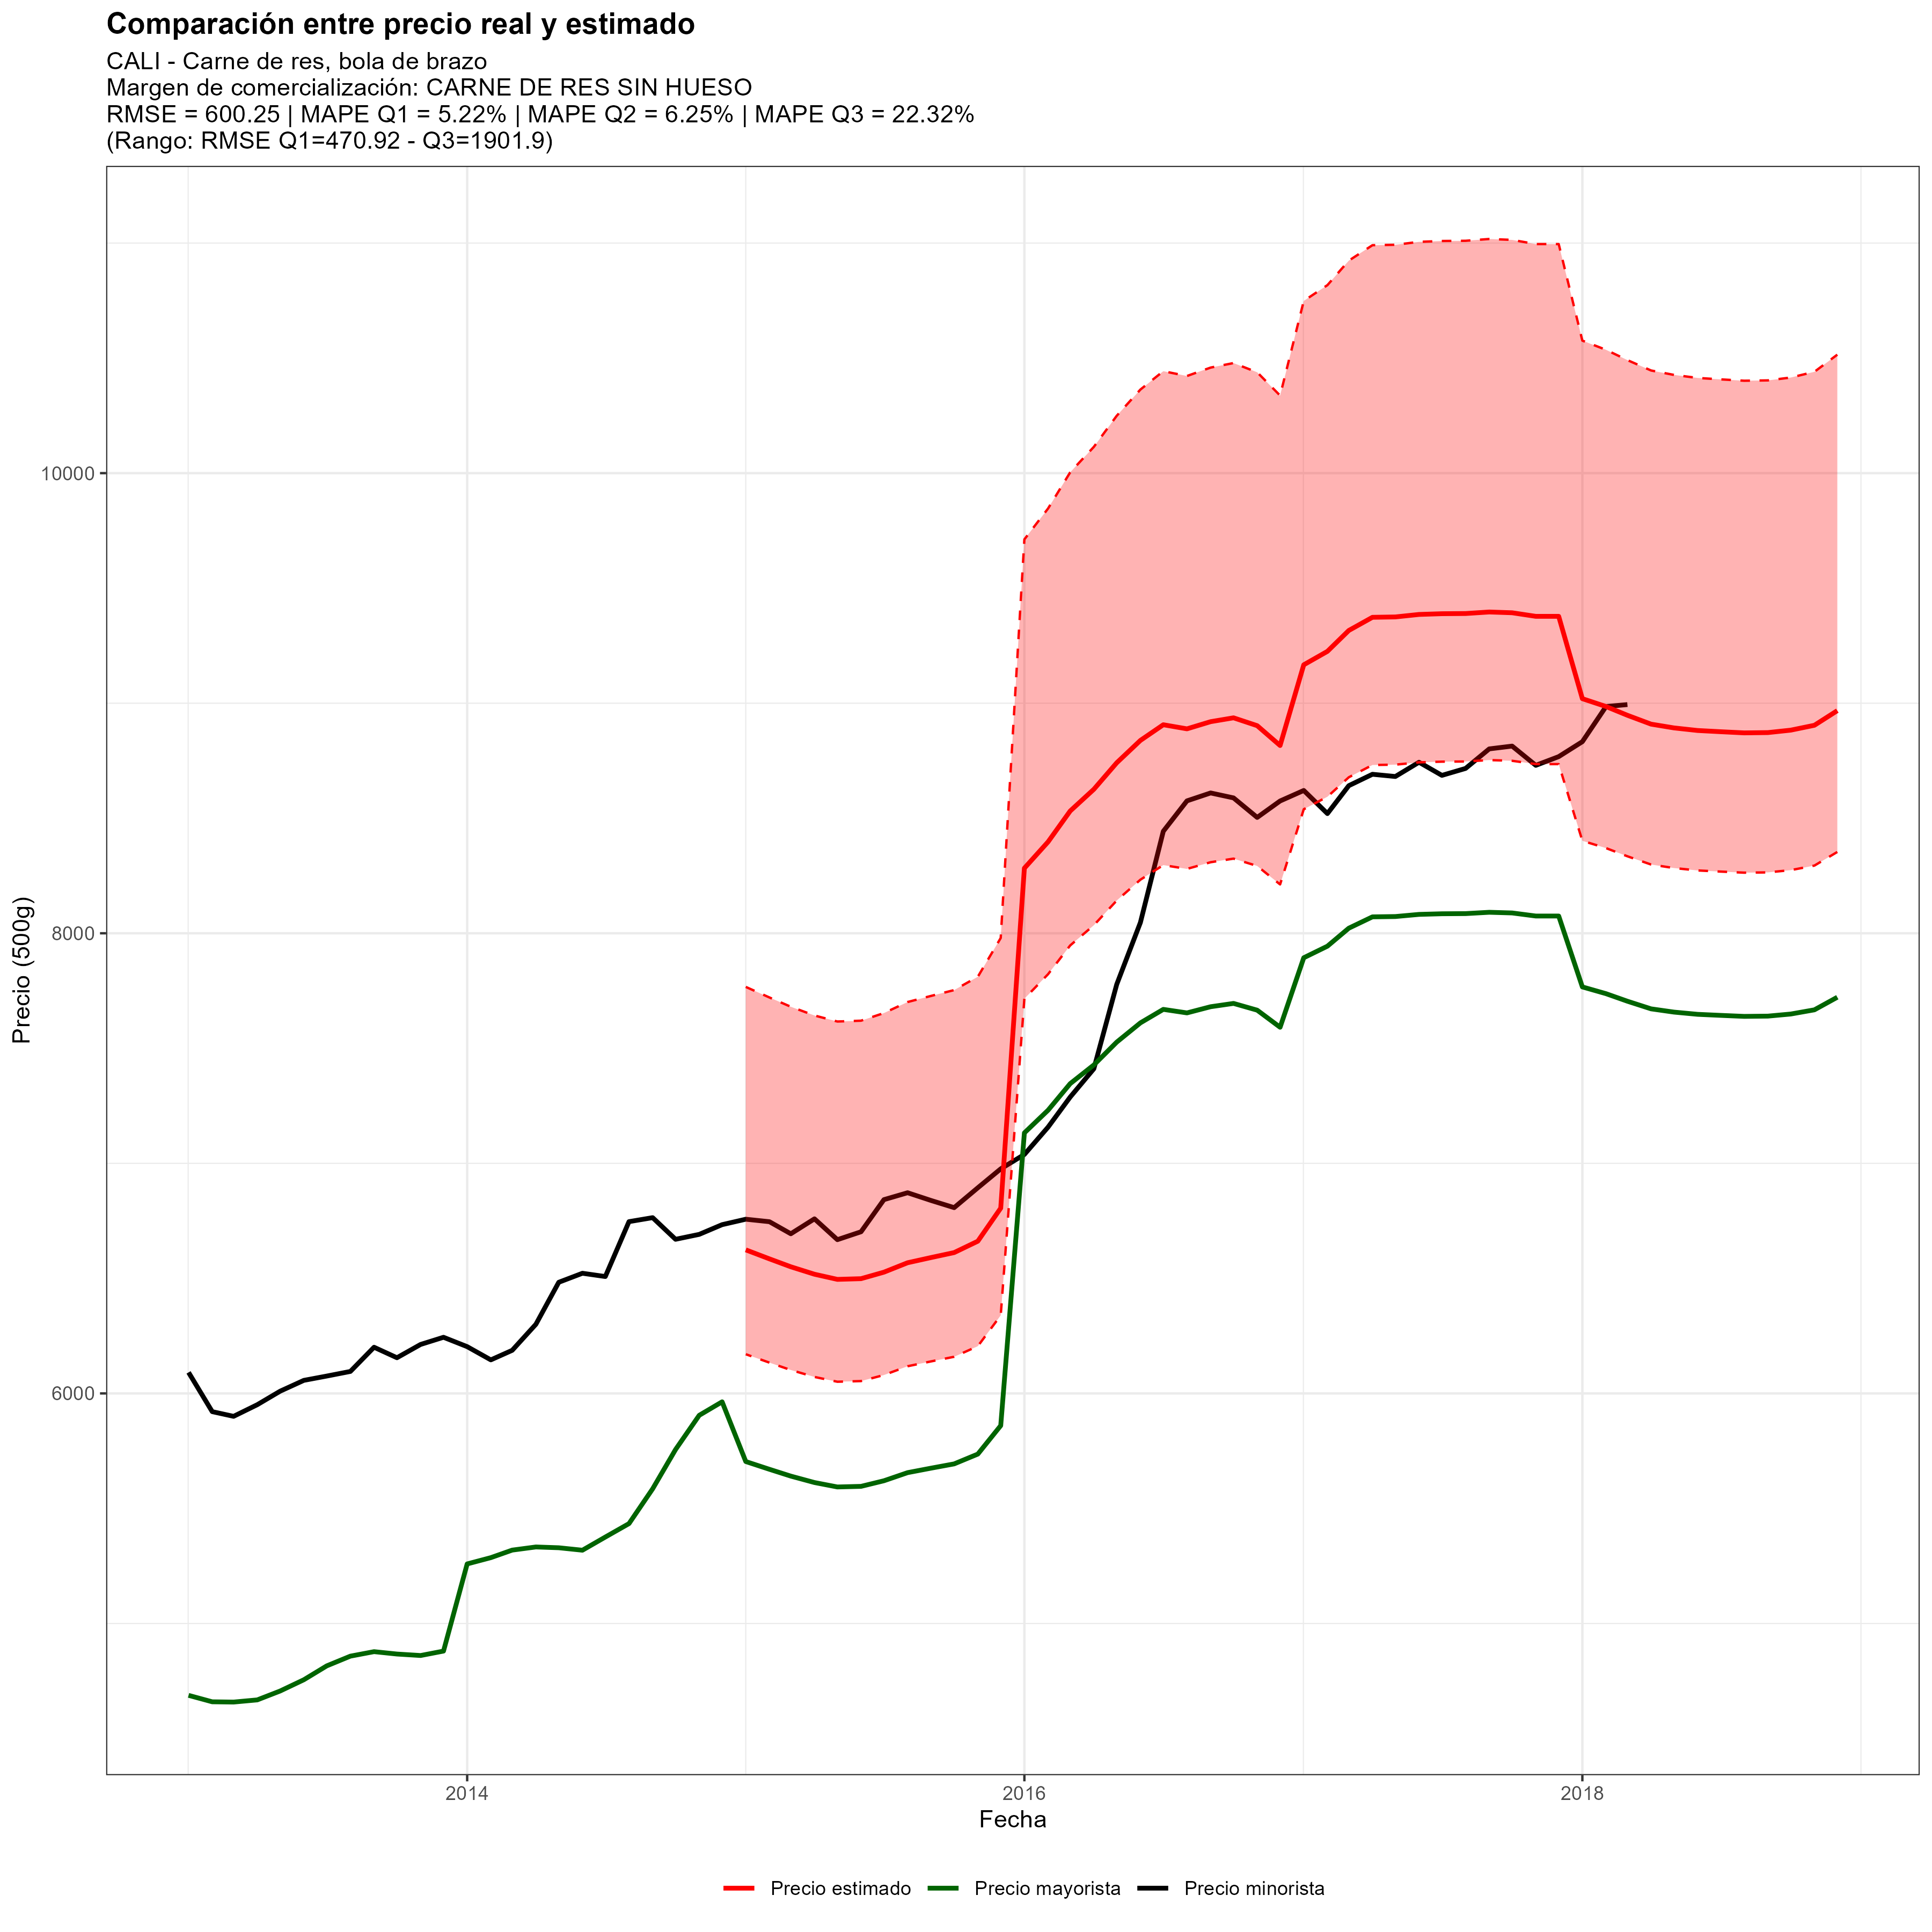 Comparación entre precio real y estimado
CALI - Carne de res, bola de brazo
Margen de comercialización: CARNE DE RES SIN HUESO
RMSE = 600.25 | MAPE Q1 = 5.22% | MAPE Q2 = 6.25% | MAPE Q3 = 22.32%
(Rango: RMSE Q1=470.92 - Q3=1901.9)
Precio (500g)
10000
8000
6000
2014 2016 2018
Fecha
Precio estimado Precio mayorista Precio minorista